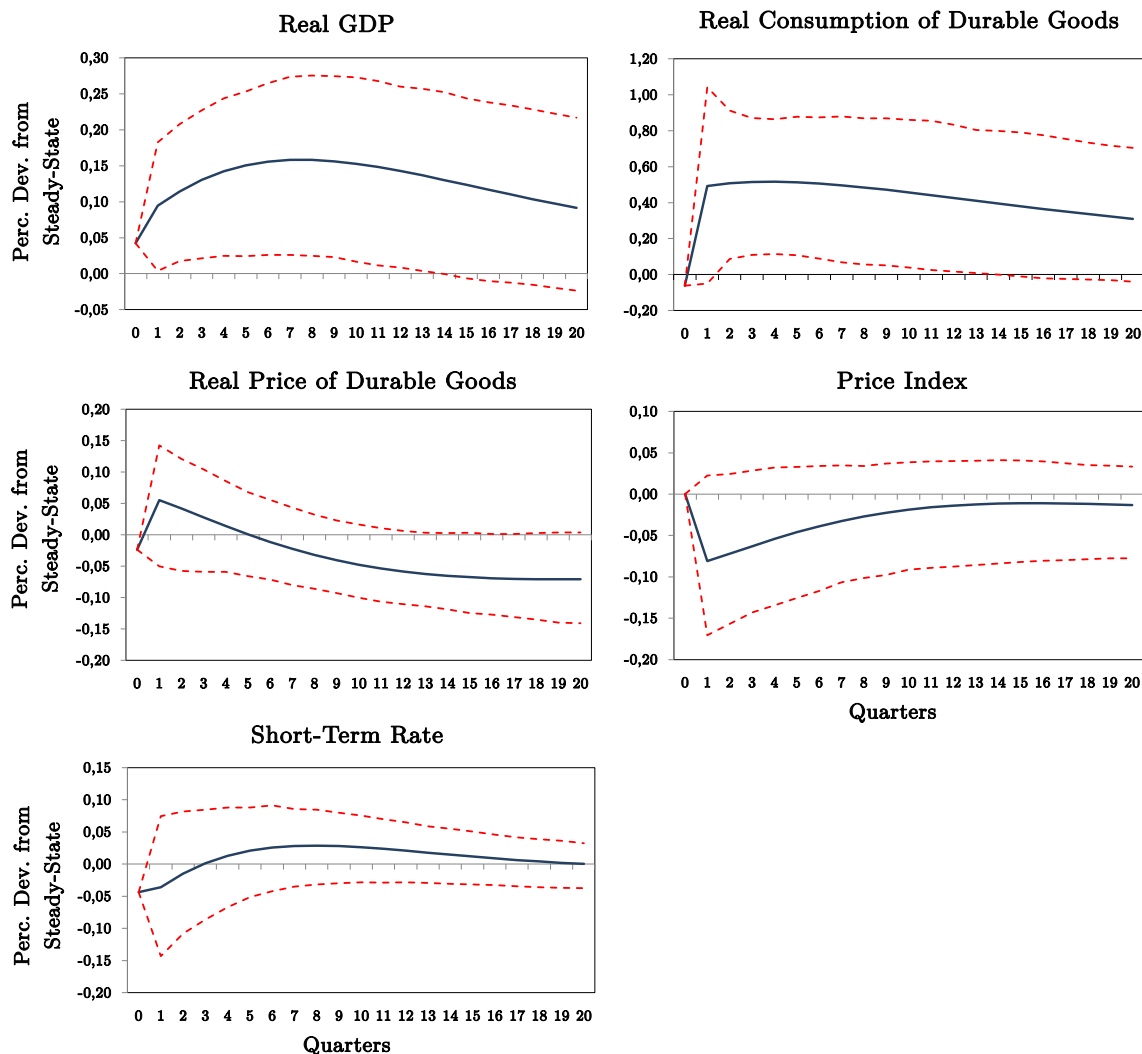 Real GDP
Perc. Dev. from
Steady-State
0,30
0,25
0,20
0,15
0,10
0,05
0,00
-0,05
0 1 2 3 4 5 6 7 8 9 10 11 12 13 14 15 16 17 18 19 20
Real Consumption of Durable Goods
1,20
1,00
0,80
0,60
0,40
0,20
0,00
-0,20
0 1 2 3 4 5 6 7 8 9 10 11 12 13 14 15 16 17 18 19 20
Real Price of Durable Goods
Perc. Dev. from
Steady-State
0,20
0,15
0,10
0,05
0,00
-0,05
-0,10
-0,15
-0,20
0 1 2 3 4 5 6 7 8 9 10 11 12 13 14 15 16 17 18 19 20
Price Index
0,10
0,05
0,00
-0,05
-0,10
-0,15
-0,20
0 1 2 3 4 5 6 7 8 9 10 11 12 13 14 15 16 17 18 19 20
Quarters
Short-Term Rate
Perc. Dev. from
Steady-State
0,15
0,10
0,05
0,00
-0,05
-0,10
-0,15
-0,20
0 1 2 3 4 5 6 7 8 9 10 11 12 13 14 15 16 17 18 19 20
Quarters